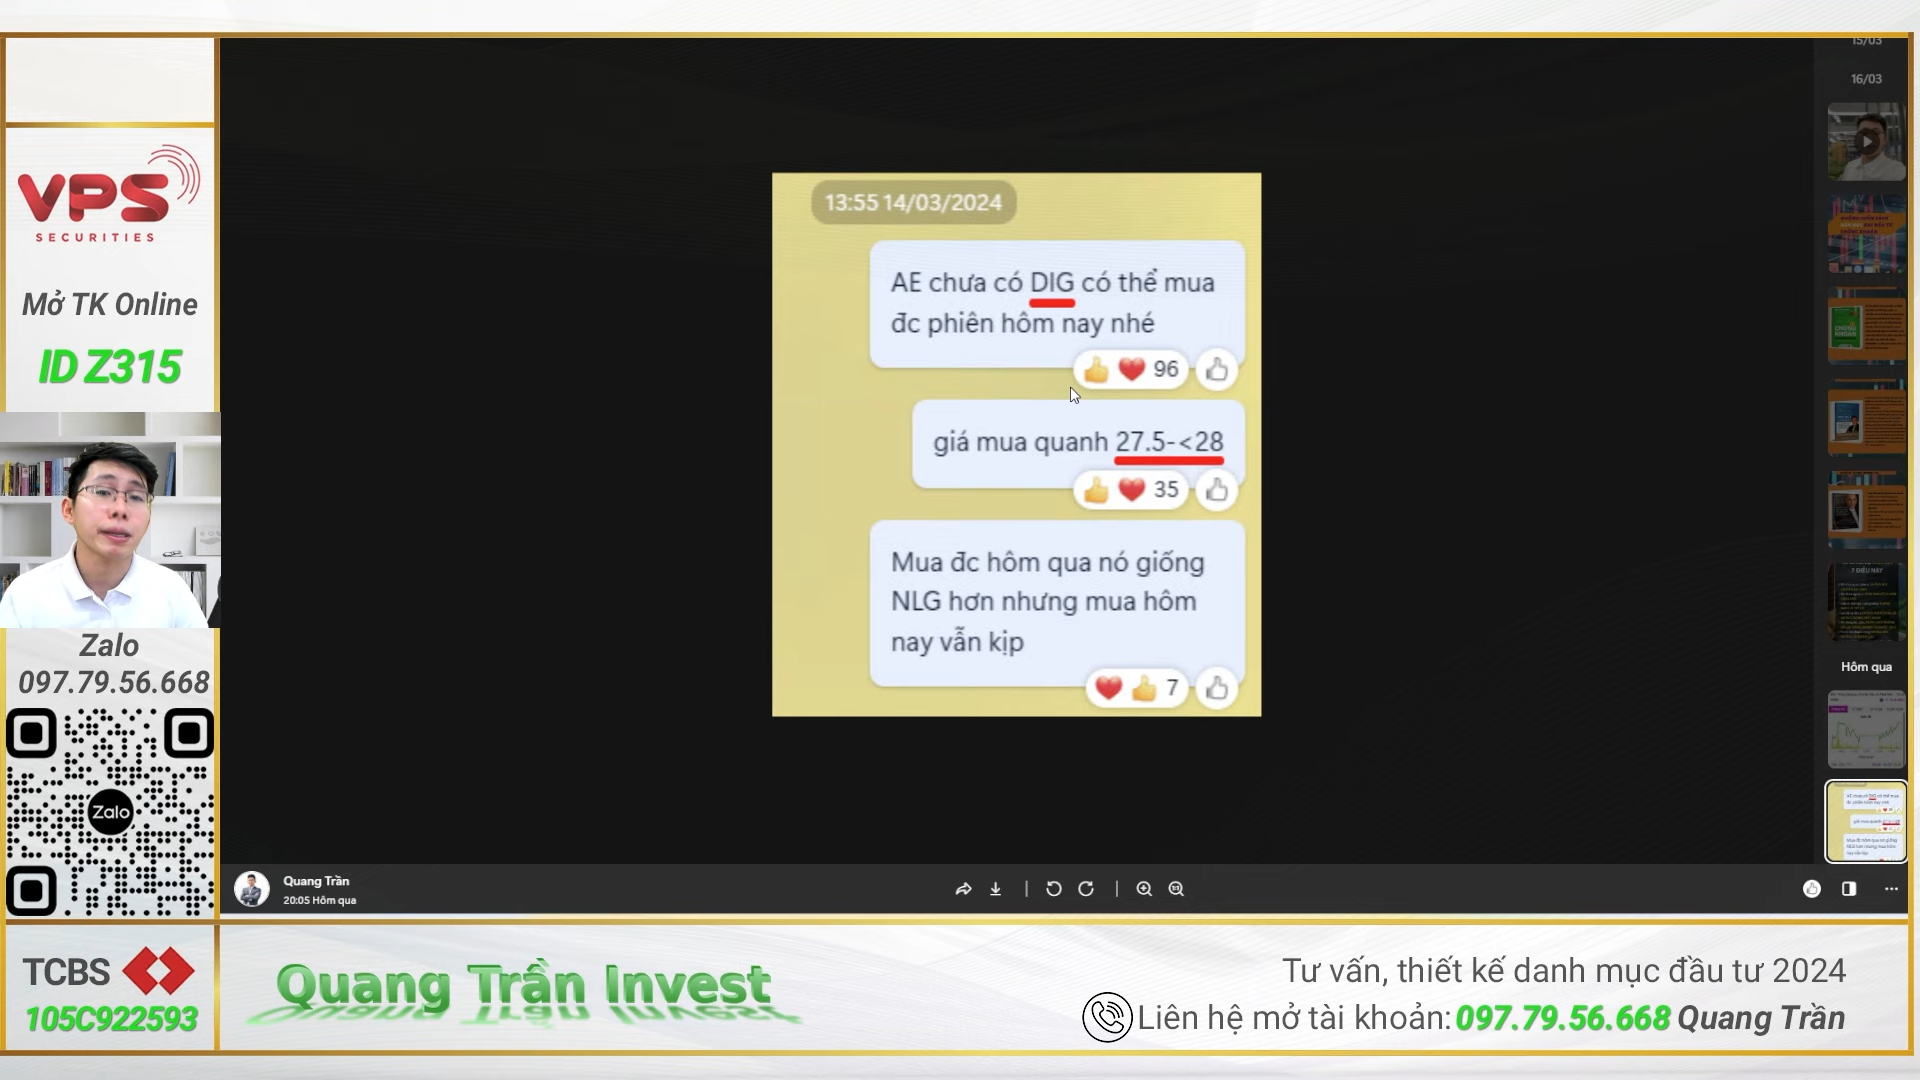 15/03
16/03
VPS
SECURITIES
Mở TK Online
ID Z315
13:55 14/03/2024
AE chưa có DIG có thể mua
đc phiên hôm nay nhé
96
giá mua quanh 27.5-<28
35
Mua đc hôm qua nó giống
NLG hơn nhưng mua hôm
nay vẫn kịp
7
Hôm qua
Zalo
097.79.56.668
Zalo
Quang Trần
20:05 Hôm qua
TCBS
105C922593
Quang Trần Invest
Tư vấn, thiết kế danh mục đầu tư 2024
Liên hệ mở tài khoản: 097.79.56.668 Quang Trần